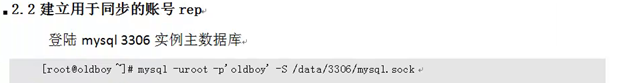 2.2 建立用于同步的账号 rep
登陆 mysql 3306 实例主数据库
[root@oldboy ~]# mysql -uroot -p'oldboy' -S /data/3306/mysql.sock